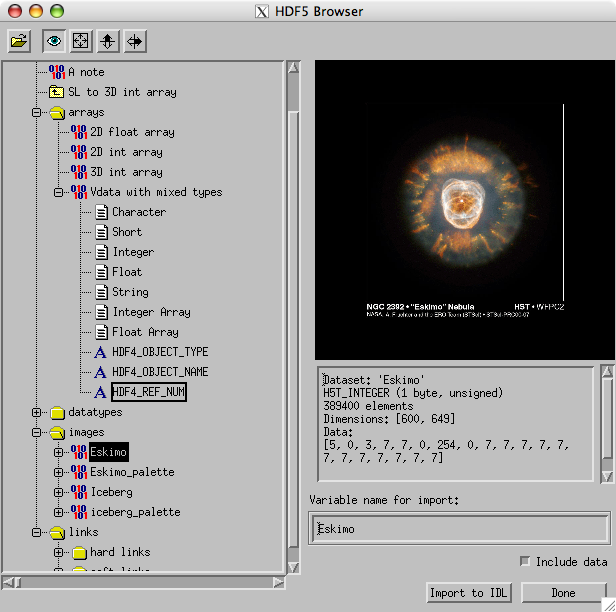 HDF5 Browser
A note
SL to 3D int array
arrays
2D float array
2D int array
3D int array
Vdata with mixed types
Character
Short
Integer
Float
String
Integer Array
Float Array
HDF4_OBJECT_TYPE
HDF4_OBJECT_NAME
HDF4_REF_NUM
datatypes
images
Eskimo
Eskimo_palette
Iceberg
iceberg_palette
links
hard links
soft links
NGC 2392 • "Eskimo" Nebula HST • WFPC2
NASA, A. Fruchter and the ERO Team (STScI) • STScI-PRC00-07
Dataset: 'Eskimo'
H5T_INTEGER (1 byte, unsigned)
389400 elements
Dimensions: [600, 649]
Data:
[5, 0, 3, 7, 7, 0, 254, 0, 7, 7, 7, 7, 7,
7, 7, 7, 7, 7, 7, 7]
Variable name for import:
Eskimo
Include data
Import to IDL
Done